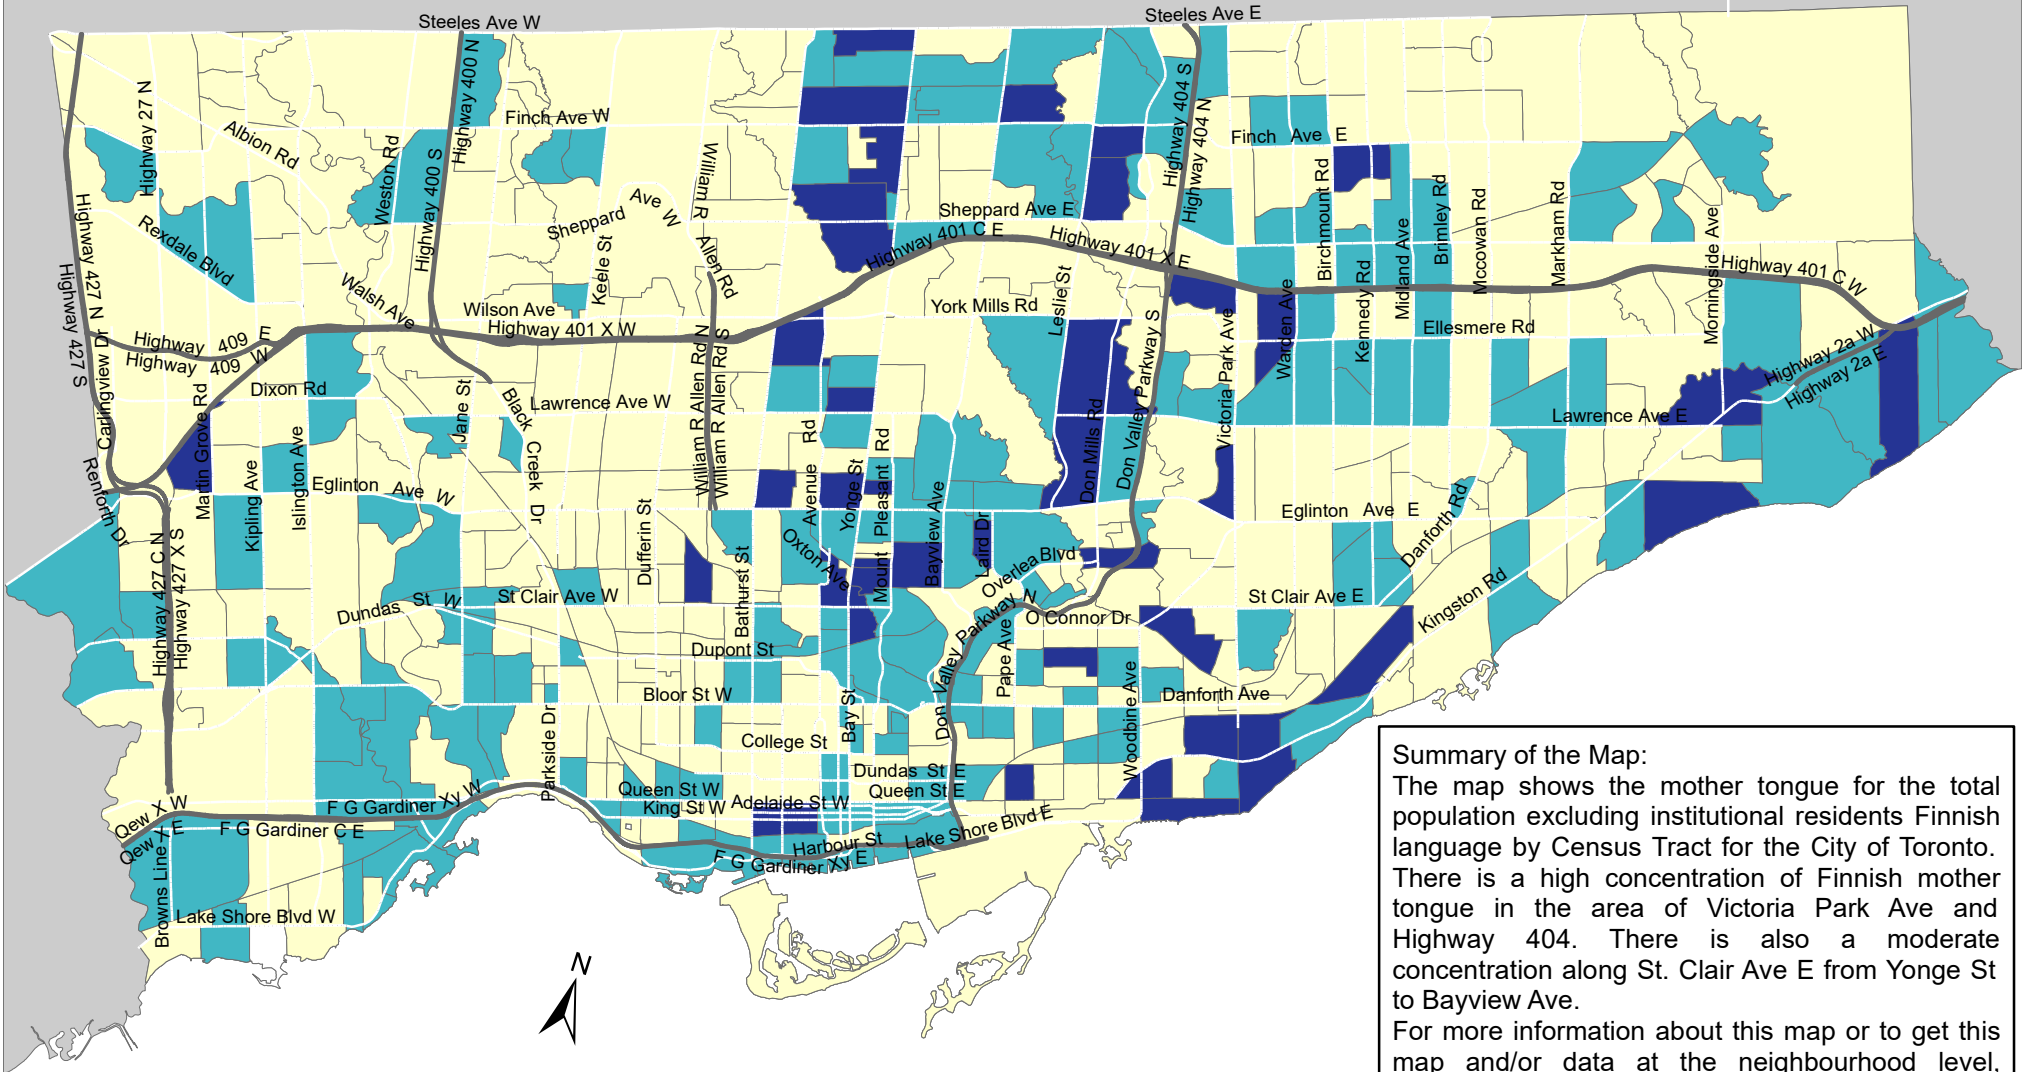 Steeles Ave W
Steeles Ave E
Highway 27 N
Albion Rd
Weston Rd
Highway 400 N
Highway 400 S
Finch Ave W
William R Allen Rd
Highway 404 S
Highway 404 N
Finch Ave E
Birchmount Rd
Kennedy Rd
Midland Ave
Brimley Rd
Mccowan Rd
Markham Rd
Morningside Ave
Highway 427 N
Highway 427 S
Rexdale Blvd
Sheppard Ave W
Keele St
Sheppard Ave E
Highway 401 C E
Highway 401 X E
Highway 401 C W
Walsh Ave
Wilson Ave
Highway 401 X W
York Mills Rd
Leslie St
Ellesmere Rd
Highway 409 E
Highway 409 W
Carlingview Dr
Dixon Rd
Martin Grove Rd
Jane St
Black Creek Dr
Lawrence Ave W
William R Allen Rd N
William R Allen Rd S
Avenue Rd
Yonge St
Mount Pleasant Rd
Don Mills Rd
Don Valley Parkway S
Victoria Park Ave
Warden Ave
Lawrence Ave E
Highway 2a W
Highway 2a E
Renforth Dr
Kipling Ave
Islington Ave
Eglinton Ave W
Dufferin St
Bathurst St
Oxton Ave
Bayview Ave
Laird Dr
Overlea Blvd
Eglinton Ave E
Danforth Rd
Highway 427 C N
Highway 427 X S
Dundas St W
St Clair Ave W
Don Valley Parkway N
O Connor Dr
St Clair Ave E
Kingston Rd
Dupont St
Pape Ave
Woodbine Ave
Danforth Ave
Bloor St W
Parkside Dr
Bay St
College St
Dundas St E
Queen St W
Queen St E
King St W
Adelaide St W
Qew X W
Qew X E
F G Gardiner Xy W
F G Gardiner C E
Harbour St
Lake Shore Blvd E
F G Gardiner Xy E
Browns Line
Lake Shore Blvd W
N
Summary of the Map:
The map shows the mother tongue for the total
population excluding institutional residents Finnish
language by Census Tract for the City of Toronto.
There is a high concentration of Finnish mother
tongue in the area of Victoria Park Ave and
Highway 404. There is also a moderate
concentration along St. Clair Ave E from Yonge St
to Bayview Ave.
For more information about this map or to get this
map and/or data at the neighbourhood level,